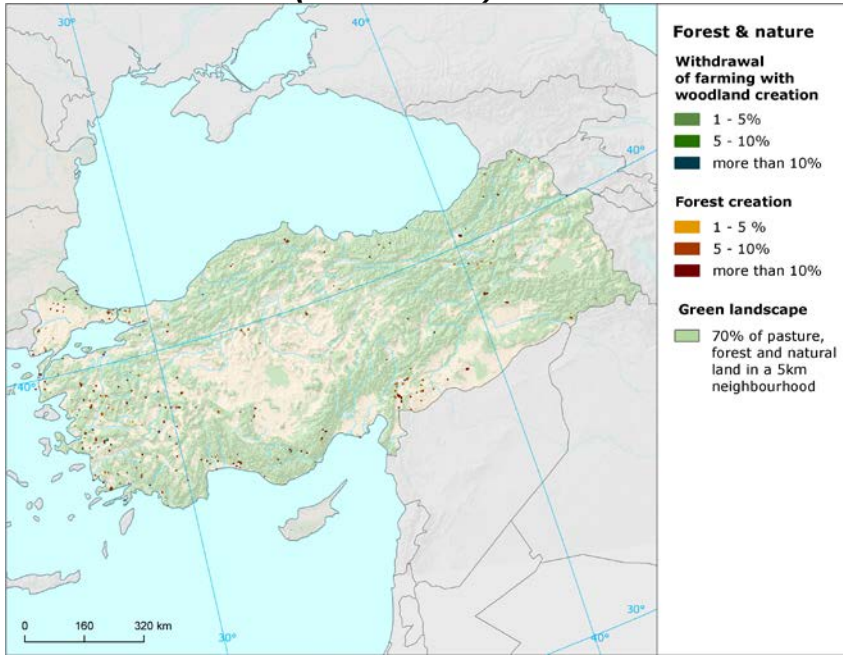 30°
40°
Forest & nature
Withdrawal
of farming with
woodland creation
1 - 5%
5 - 10%
more than 10%
40°
Forest creation
1 - 5 %
5 - 10%
more than 10%
Green landscape
70% of pasture,
forest and natural
land in a 5km
neighbourhood
40°
0 160 320 km
30°
40°
30°